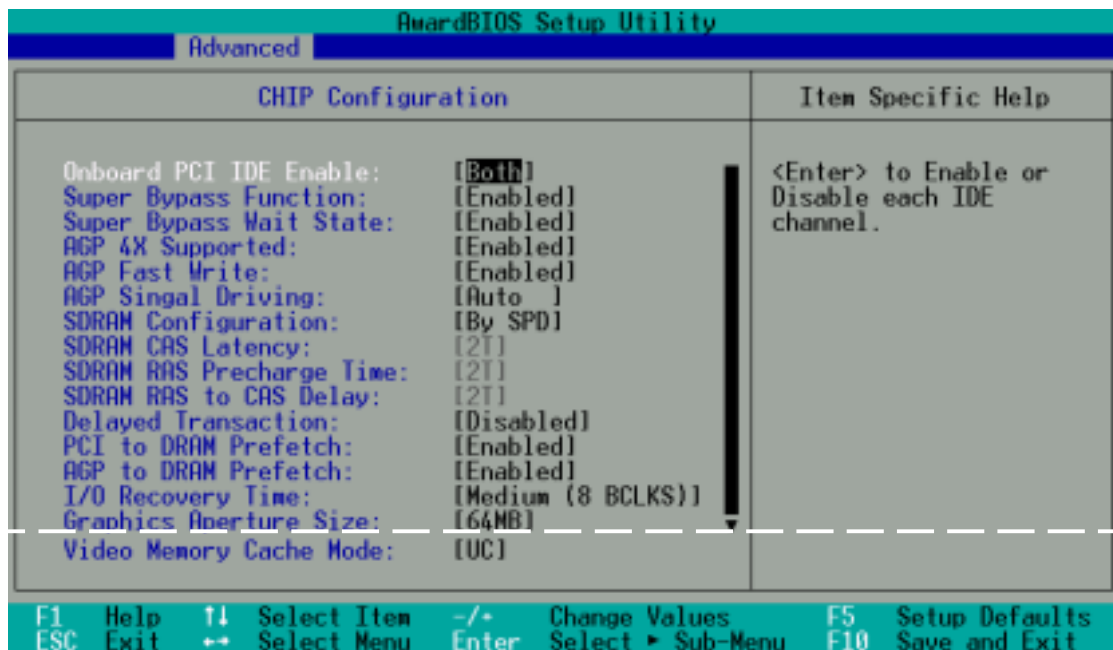 AwardBIOS Setup Utility
Advanced
CHIP Configuration
Item Specific Help
Onboard PCI IDE Enable: [Both]
Super Bypass Function: [Enabled]
Super Bypass Wait State: [Enabled]
AGP 4X Supported: [Enabled]
AGP Fast Write: [Enabled]
AGP Singal Driving: [Auto ]
SDRAM Configuration: [By SPD]
SDRAM CAS Latency: [2T]
SDRAM RAS Precharge Time: [2T]
SDRAM RAS to CAS Delay: [2T]
Delayed Transaction: [Disabled]
PCI to DRAM Prefetch: [Enabled]
AGP to DRAM Prefetch: [Enabled]
I/O Recovery Time: [Medium (8 BCLKS)]
Graphics Aperture Size: [64MB]
Video Memory Cache Mode: [UC]
<Enter> to Enable or
Disable each IDE
channel.
F1 Help ↑↓ Select Item -/+ Change Values F5 Setup Defaults
ESC Exit ←→ Select Menu Enter Select ► Sub-Menu F10 Save and Exit